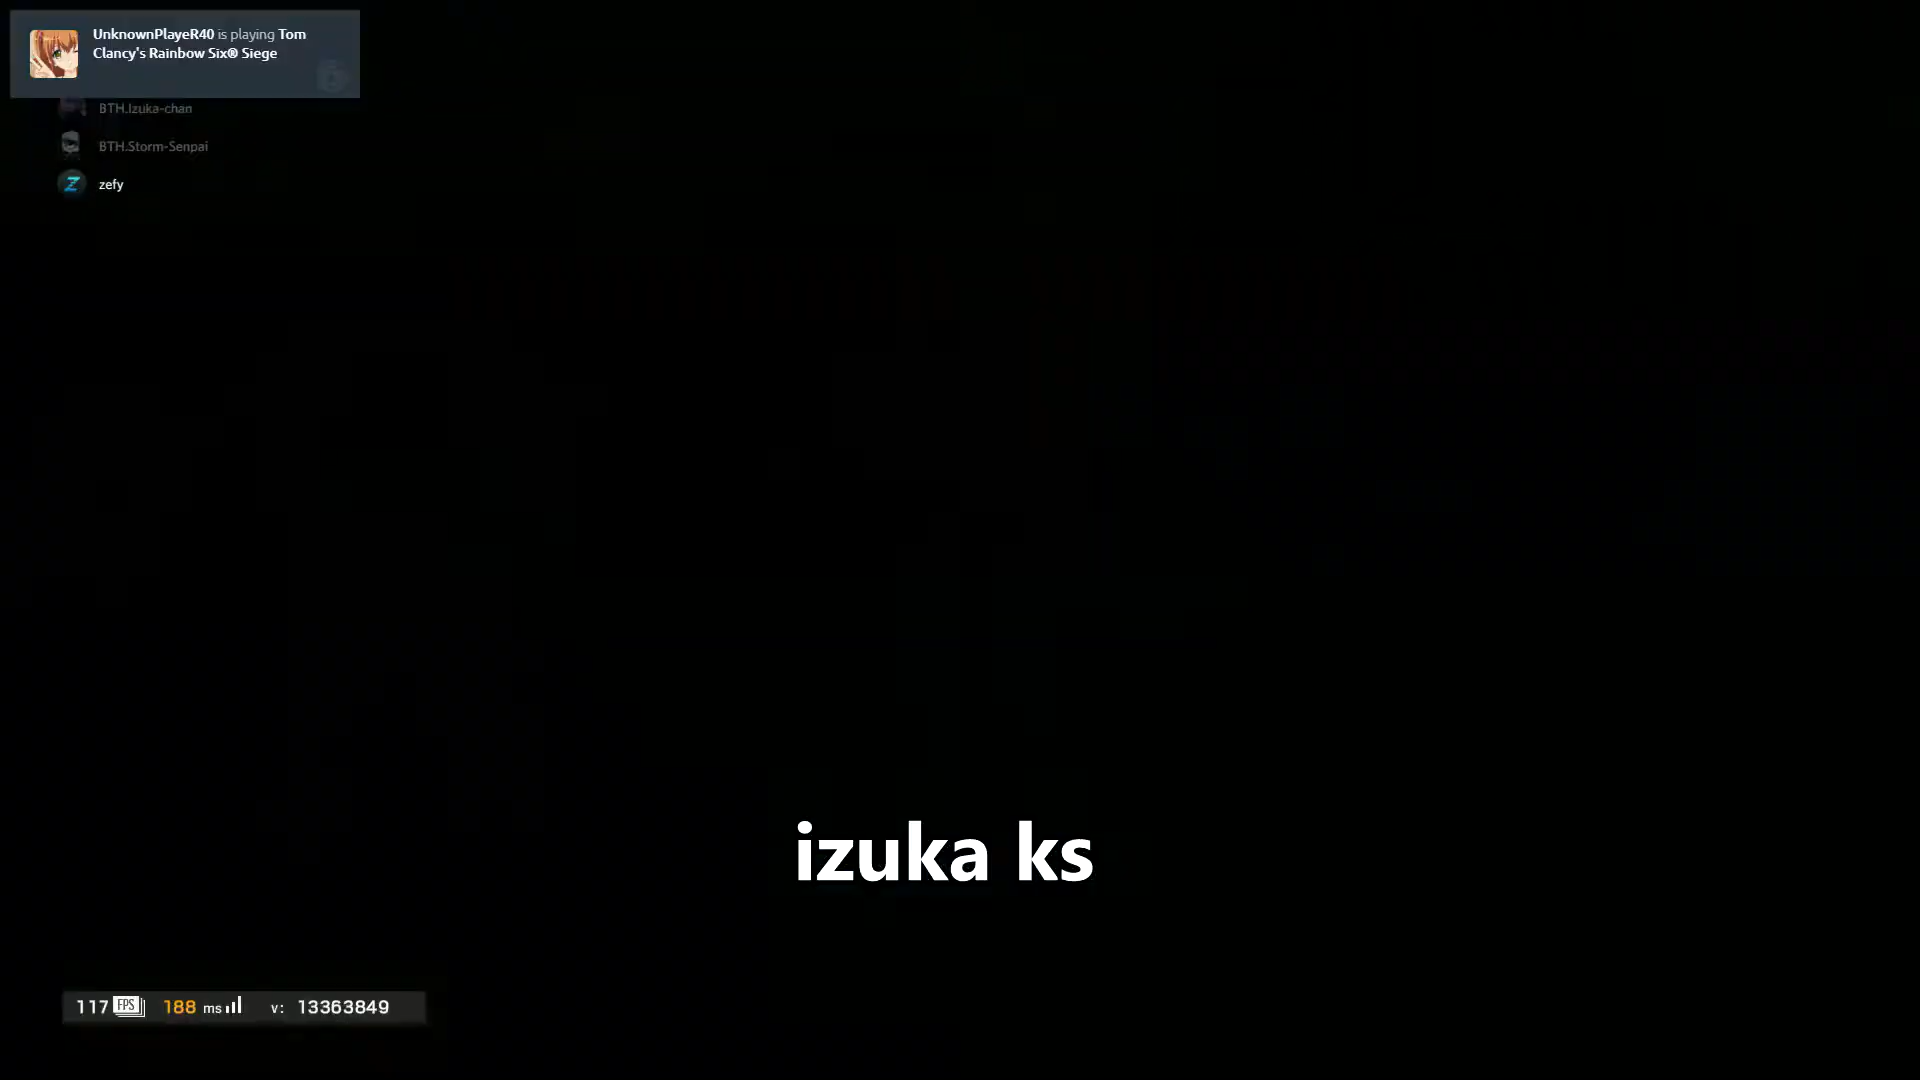 UnknownPlayeR40 is playing Tom
Clancy's Rainbow Six® Siege
BTH.Izuka-chan
BTH.Storm-Senpai
zefy
izuka ks
117 FPS 188 ms v: 13363849